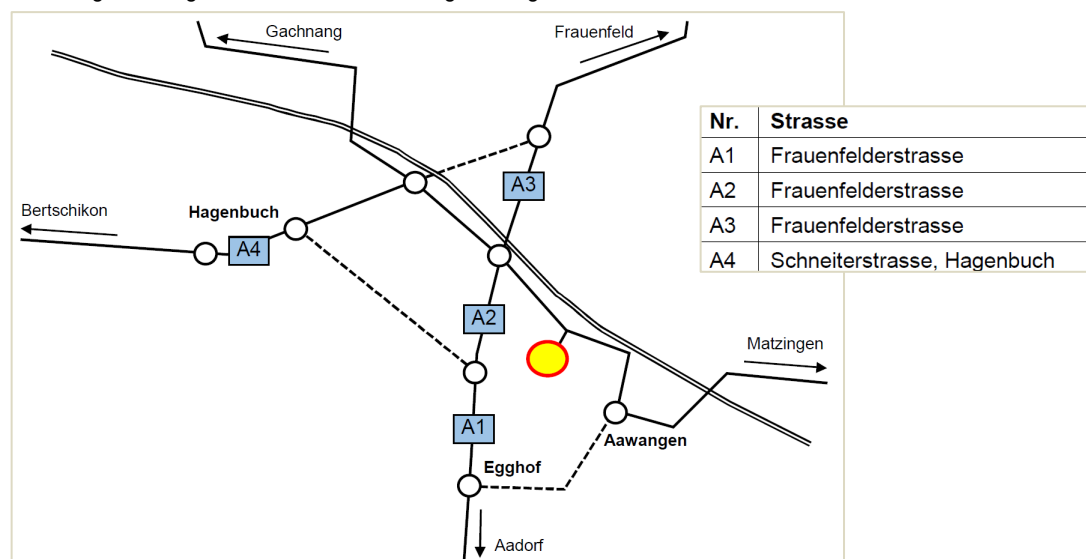 Gachnang
Frauenfeld
Nr. Strasse
A1 Frauenfelderstrasse
A2 Frauenfelderstrasse
A3 Frauenfelderstrasse
A4 Schneiterstrasse, Hagenbuch
A3
Bertschikon
Hagenbuch
A4
A2
Matzingen
A1
Aawangen
Egghof
Aadorf